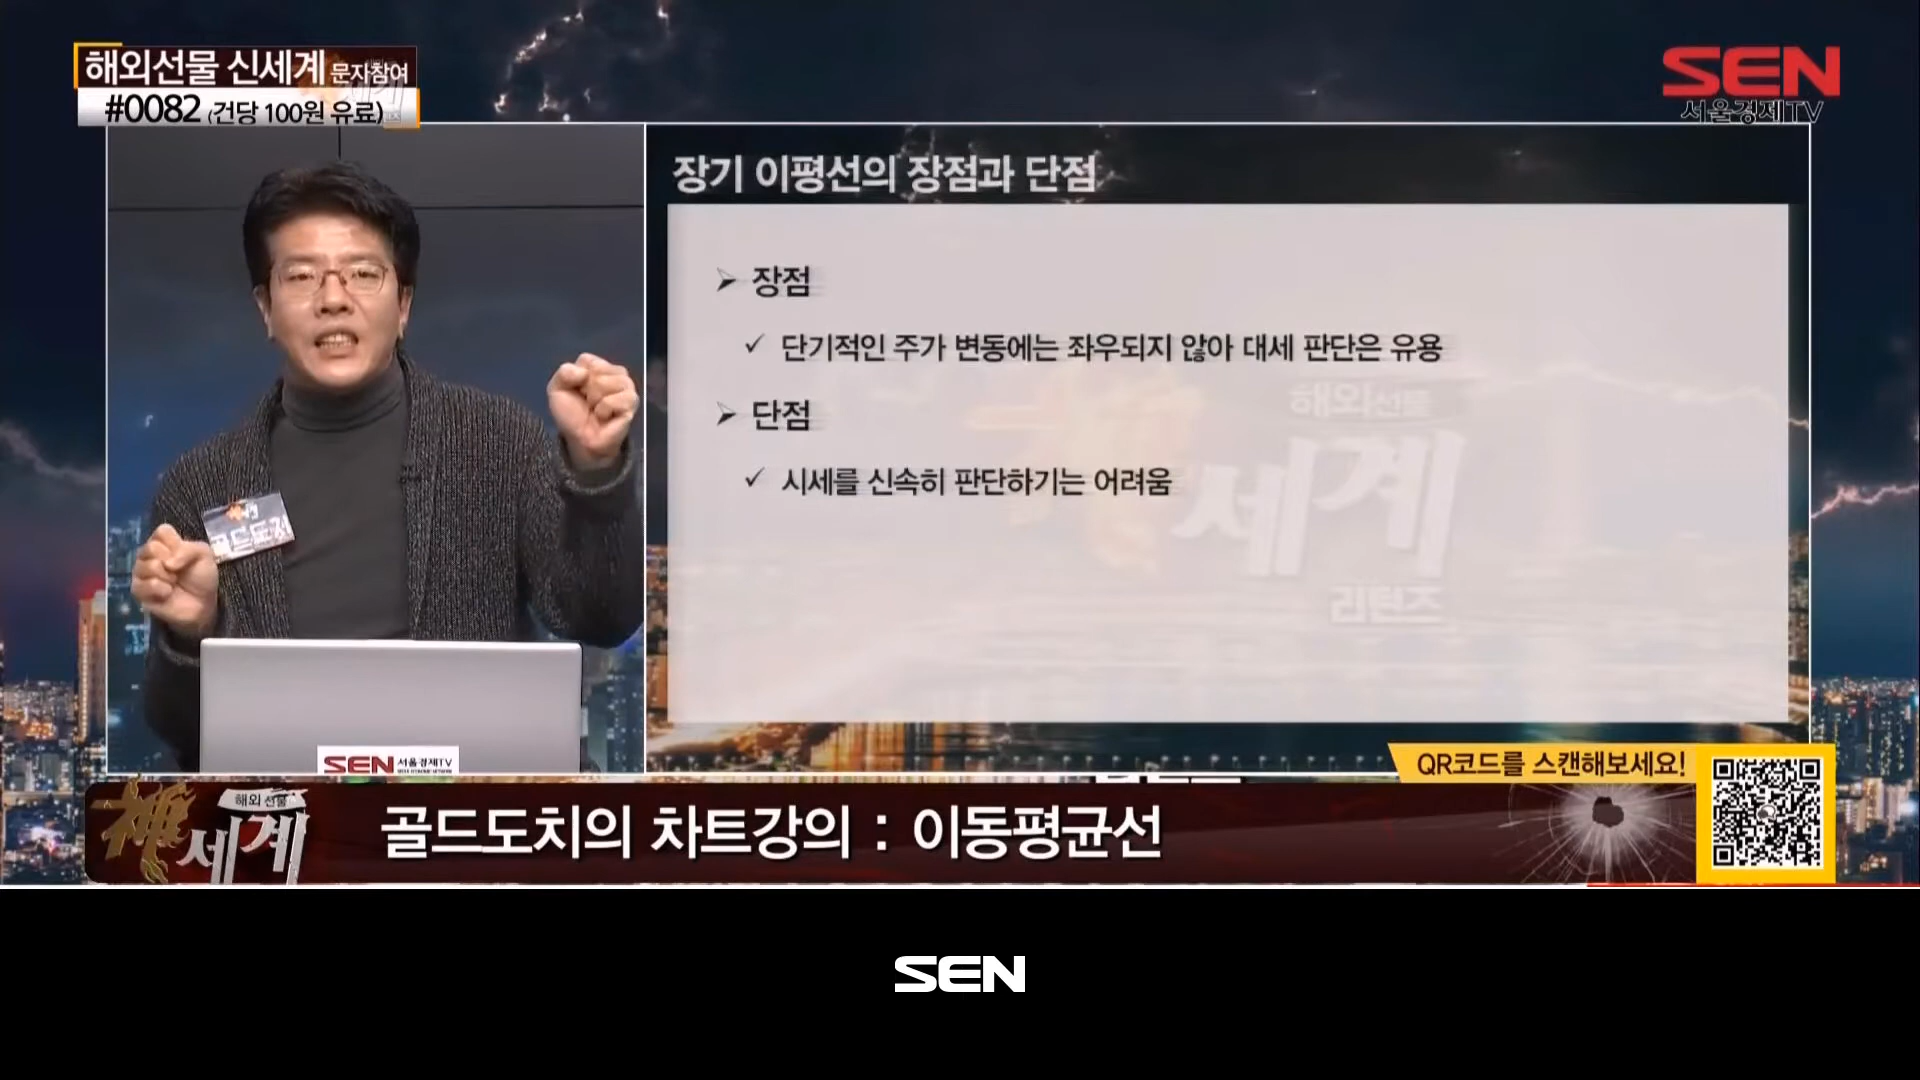 해외선물 신세계 문자참여
#0082 (건당 100원 유료)
SEN
서울경제TV
장기 이평선의 장점과 단점
➢ 장점
✓ 단기적인 주가 변동에는 좌우되지 않아 대세 판단은 유용
➢ 단점
✓ 시세를 신속히 판단하기는 어려움
해외선물
神세계
리턴즈
골드도치
SEN 서울경제TV
QR코드를 스캔해보세요!
해외 선물
神세계
골드도치의 차트강의 : 이동평균선
SEN